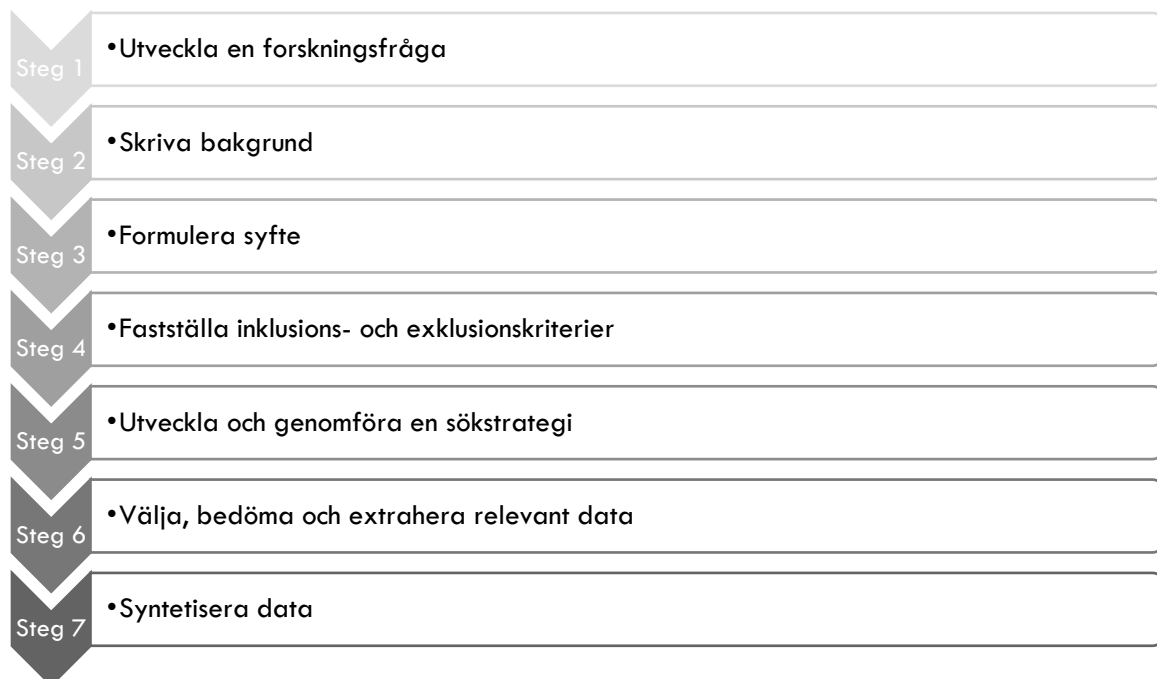 Steg 1
•Utveckla en forskningsfråga
Steg 2
•Skriva bakgrund
Steg 3
•Formulera syfte
Steg 4
•Fastställa inklusions- och exklusionskriterier
Steg 5
•Utveckla och genomföra en sökstrategi
Steg 6
•Välja, bedöma och extrahera relevant data
Steg 7
•Syntetisera data